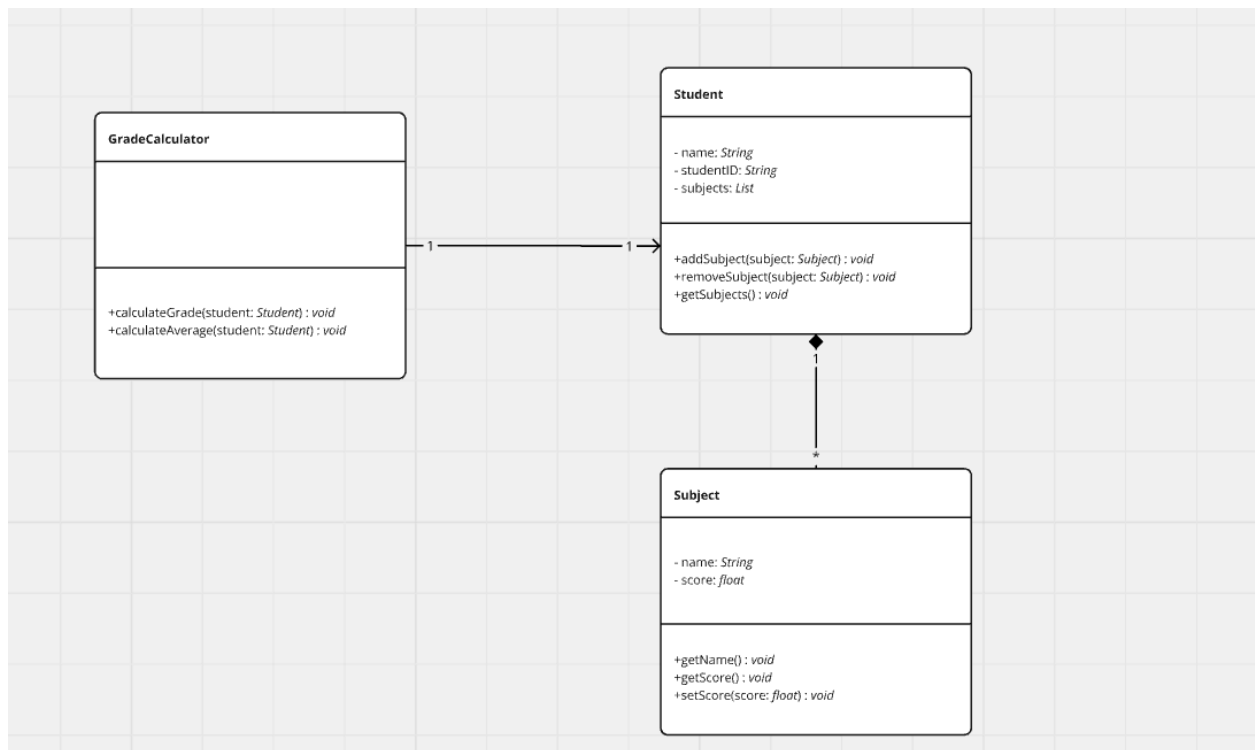 GradeCalculator
+calculateGrade(student: Student) : void
+calculateAverage(student: Student) : void
1
1
Student
- name: String
- studentID: String
- subjects: List
+addSubject(subject: Subject) : void
+removeSubject(subject: Subject) : void
+getSubjects() : void
1
*
Subject
- name: String
- score: float
+getName() : void
+getScore() : void
+setScore(score: float) : void